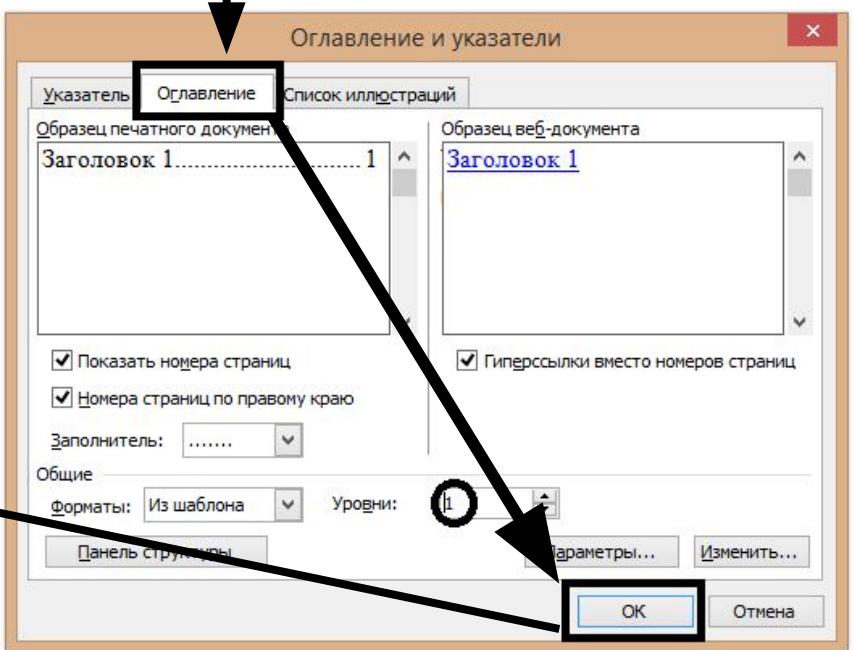 Оглавление и указатели
Указатель Оглавление Список иллюстраций
Образец печатного документа
Заголовок 1............................ 1
Образец веб-документа
Заголовок 1
Показать номера страниц
Номера страниц по правому краю
Заполнитель: .......
Гиперссылки вместо номеров страниц
Общие
Форматы: Из шаблона Уровни: 1
Панель структуры Параметры... Изменить...
ОК Отмена